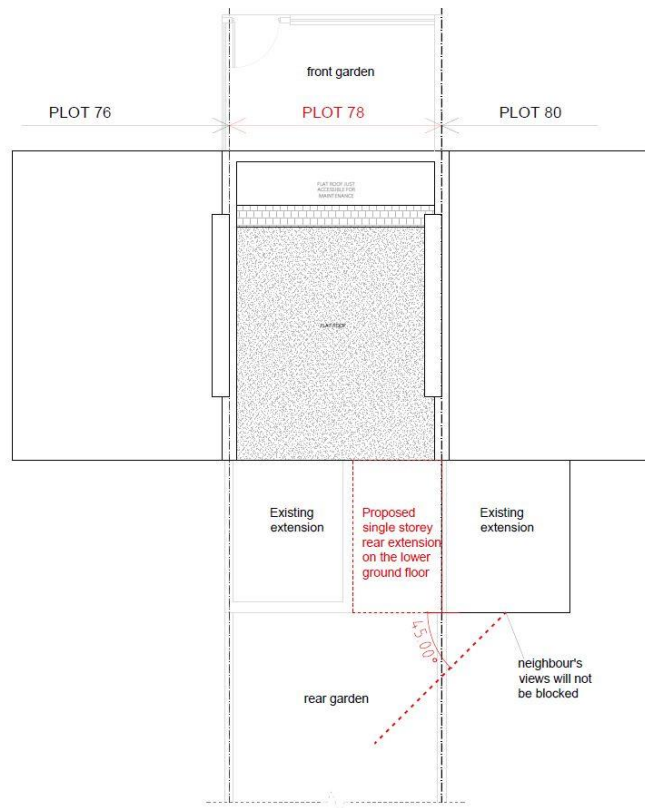 front garden
PLOT 76
PLOT 78
PLOT 80
FLAT ROOF JUST
ACCESSIBLE FOR
MAINTENANCE
FLAT ROOF
Existing
extension
Proposed
single storey
rear extension
on the lower
ground floor
Existing
extension
45.00°
neighbour's
views will not
be blocked
rear garden